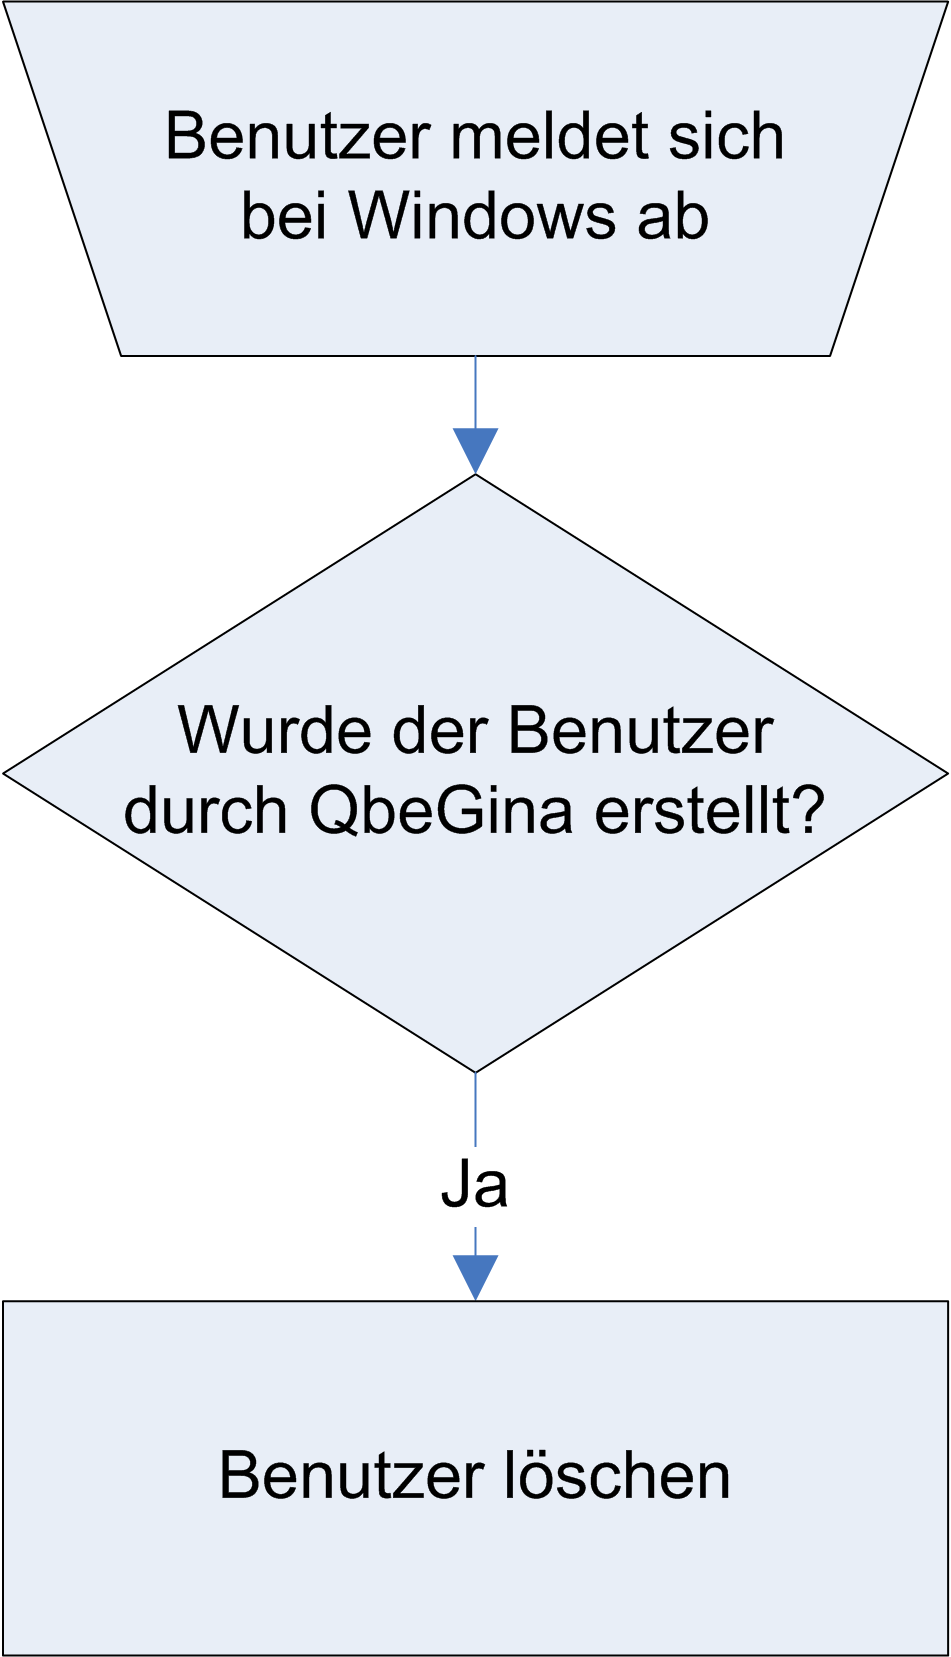 Benutzer meldet sich
bei Windows ab
Wurde der Benutzer
durch QbeGina erstellt?
Ja
Benutzer löschen